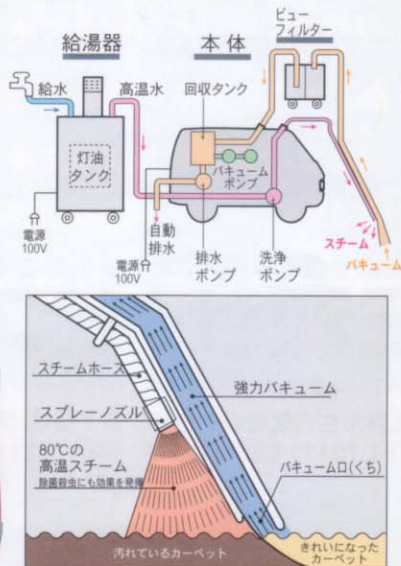 ビュー
フィルター
給湯器
本体
給水
高温水
回収タンク
灯油
タンク
バキューム
ポンプ
電源
100V
自動
排水
電源
100V
排水
ポンプ
洗浄
ポンプ
スチーム
バキューム
スチームホース
スプレーノズル
強力バキューム
80℃の
高温スチーム
除菌殺虫にも効果を発揮
バキューム口(くち)
汚れているカーペット
きれいになった
カーペット